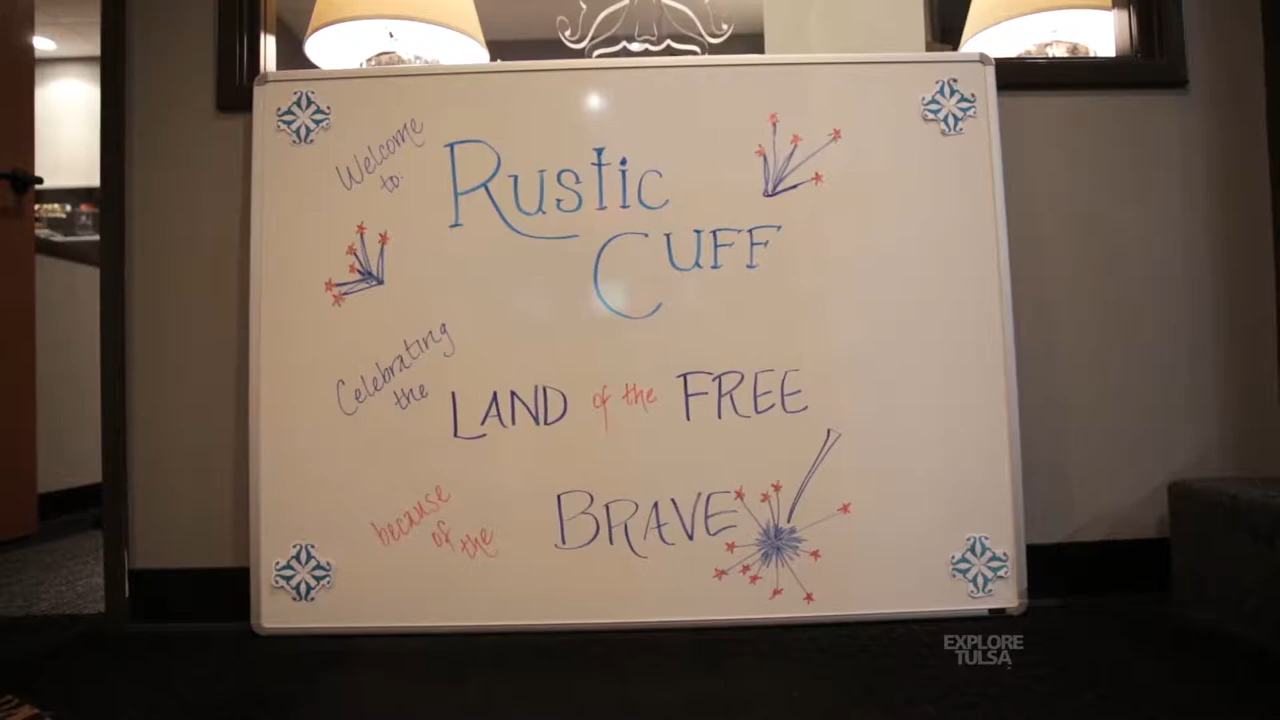 Welcome
to:
RUSTIC
CUFF
Celebrating
the
LAND of the FREE
because
of the
BRAVE
EXPLORE
TULSA